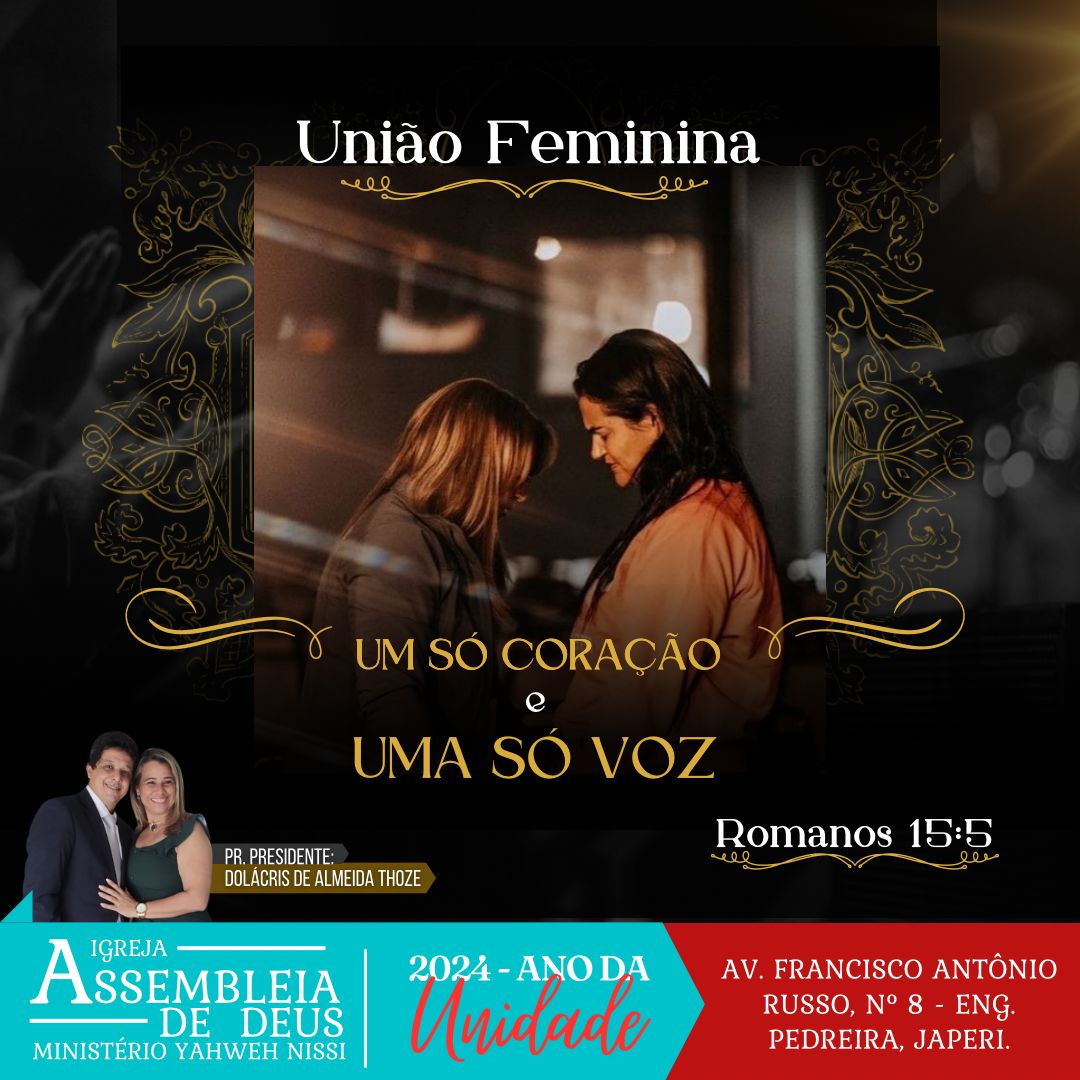 União Feminina
UM SÓ CORAÇÃO
e
UMA SÓ VOZ
Romanos 15:5
PR. PRESIDENTE:
DOLÁCRIS DE ALMEIDA THOZE
IGREJA
ASSEMBLEIA
DE DEUS
MINISTÉRIO YAHWEH NISSI
2024 - ANO DA
Unidade
AV. FRANCISCO ANTÔNIO
RUSSO, Nº 8 - ENG.
PEDREIRA, JAPERI.